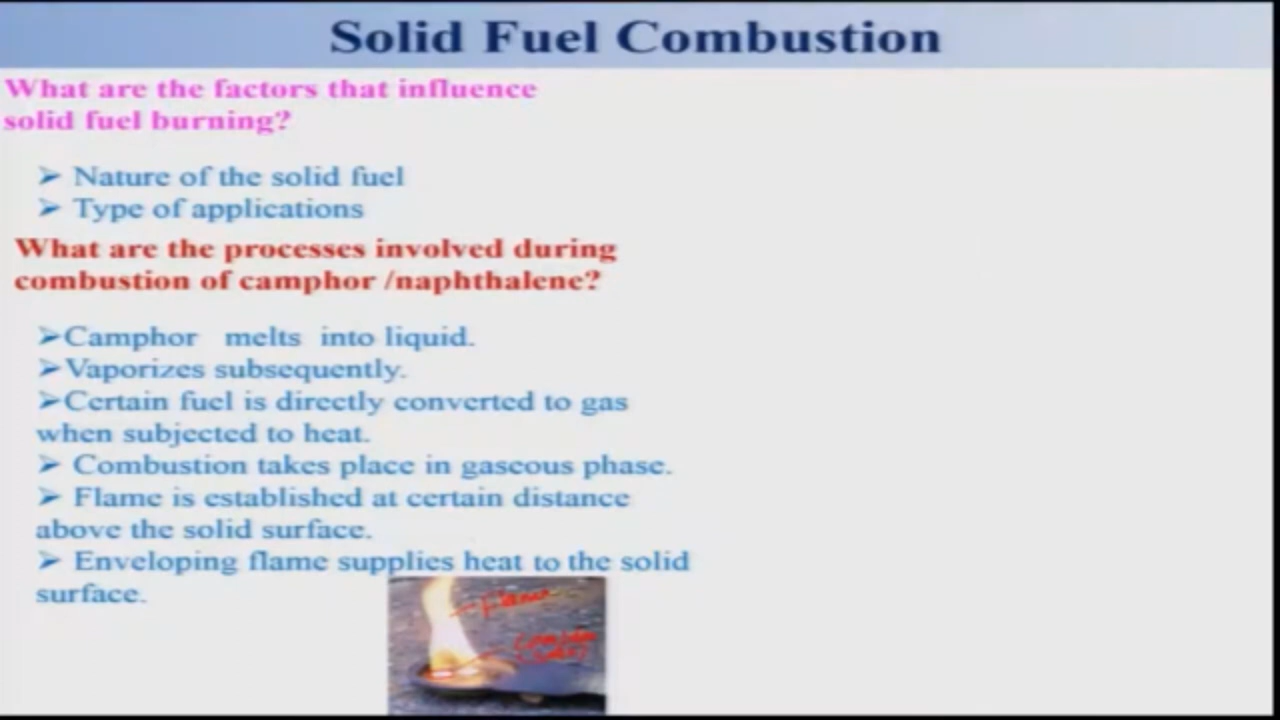 Solid Fuel Combustion
What are the factors that influence
solid fuel burning?
➢ Nature of the solid fuel
➢ Type of applications
What are the processes involved during
combustion of camphor /naphthalene?
➢Camphor melts into liquid.
➢Vaporizes subsequently.
➢Certain fuel is directly converted to gas
when subjected to heat.
➢ Combustion takes place in gaseous phase.
➢ Flame is established at certain distance
above the solid surface.
➢ Enveloping flame supplies heat to the solid
surface.
Flame